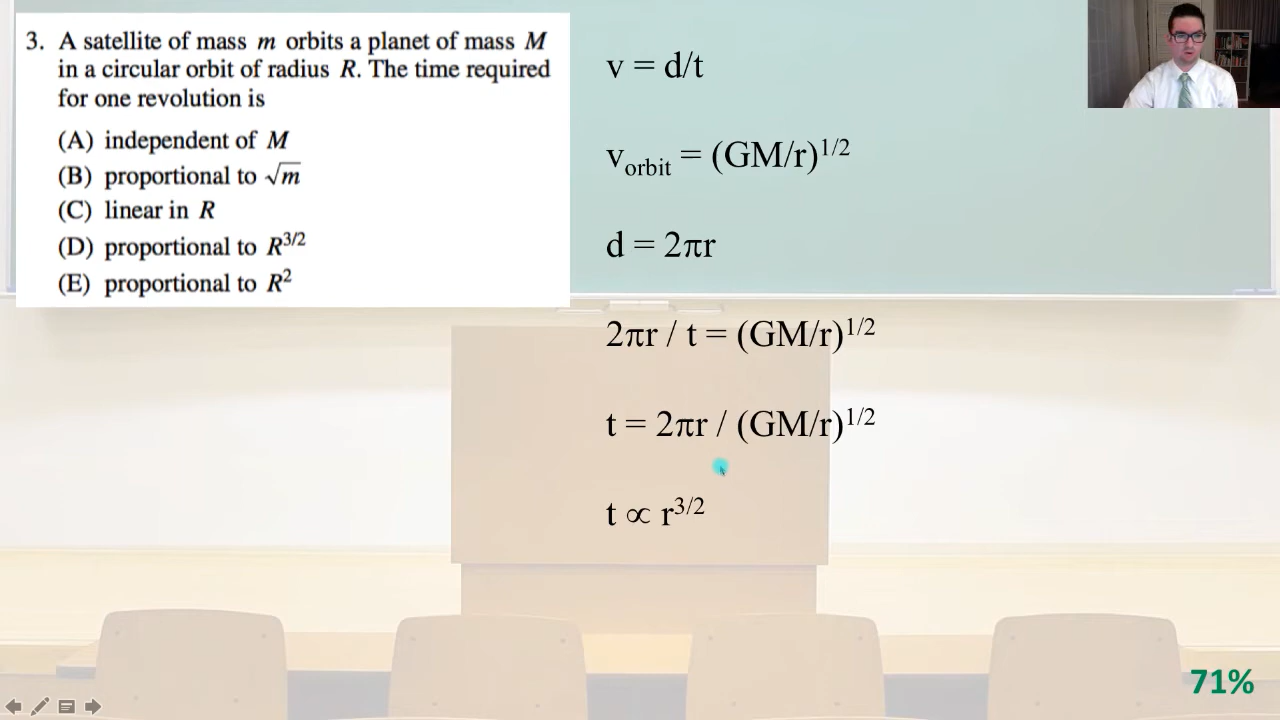 3. A satellite of mass m orbits a planet of mass M
in a circular orbit of radius R. The time required
for one revolution is
(A) independent of M
(B) proportional to √m
(C) linear in R
(D) proportional to R^3/2
(E) proportional to R^2
v = d/t
v_orbit = (GM/r)^1/2
d = 2πr
2πr / t = (GM/r)^1/2
t = 2πr / (GM/r)^1/2
t ∝ r^3/2
71%